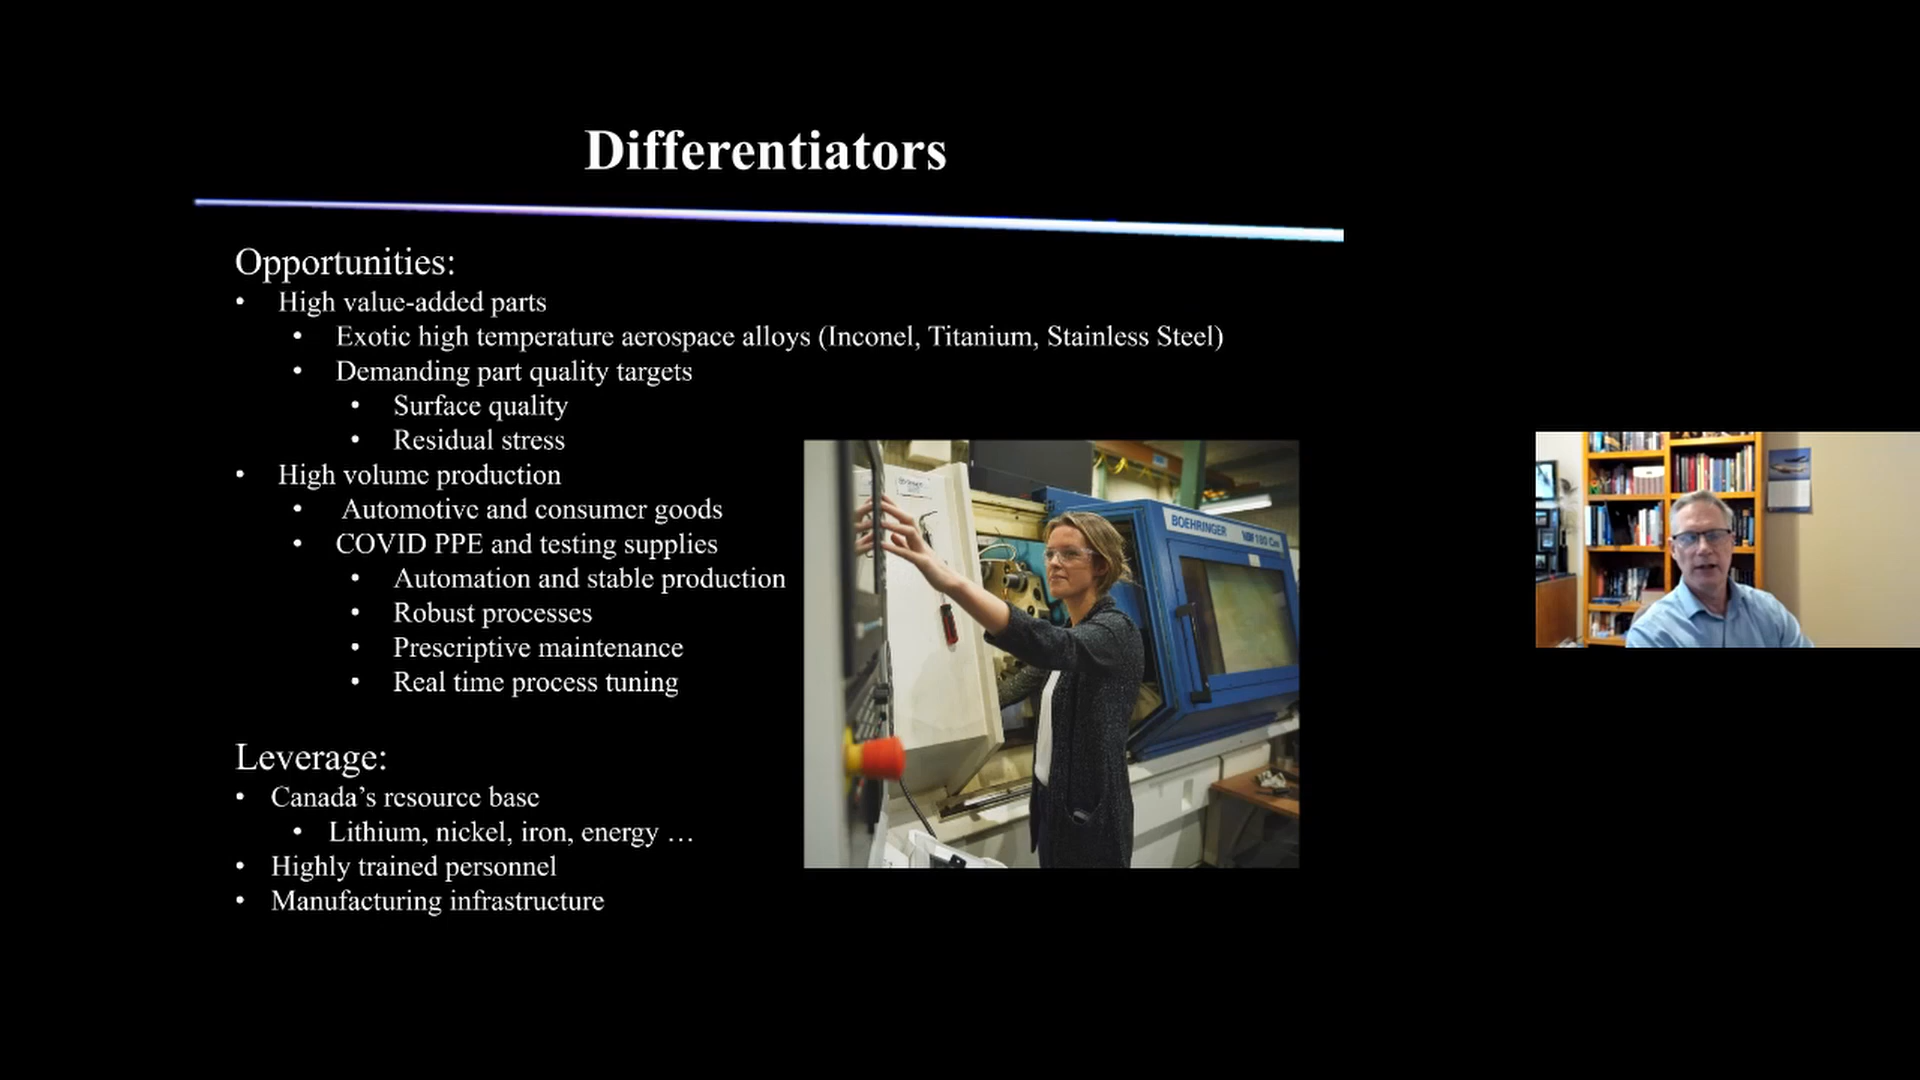 Differentiators
Opportunities:
• High value-added parts
• Exotic high temperature aerospace alloys (Inconel, Titanium, Stainless Steel)
• Demanding part quality targets
• Surface quality
• Residual stress
• High volume production
• Automotive and consumer goods
• COVID PPE and testing supplies
• Automation and stable production
• Robust processes
• Prescriptive maintenance
• Real time process tuning
Leverage:
• Canada’s resource base
• Lithium, nickel, iron, energy …
• Highly trained personnel
• Manufacturing infrastructure
BOEHRINGER
180 Cm